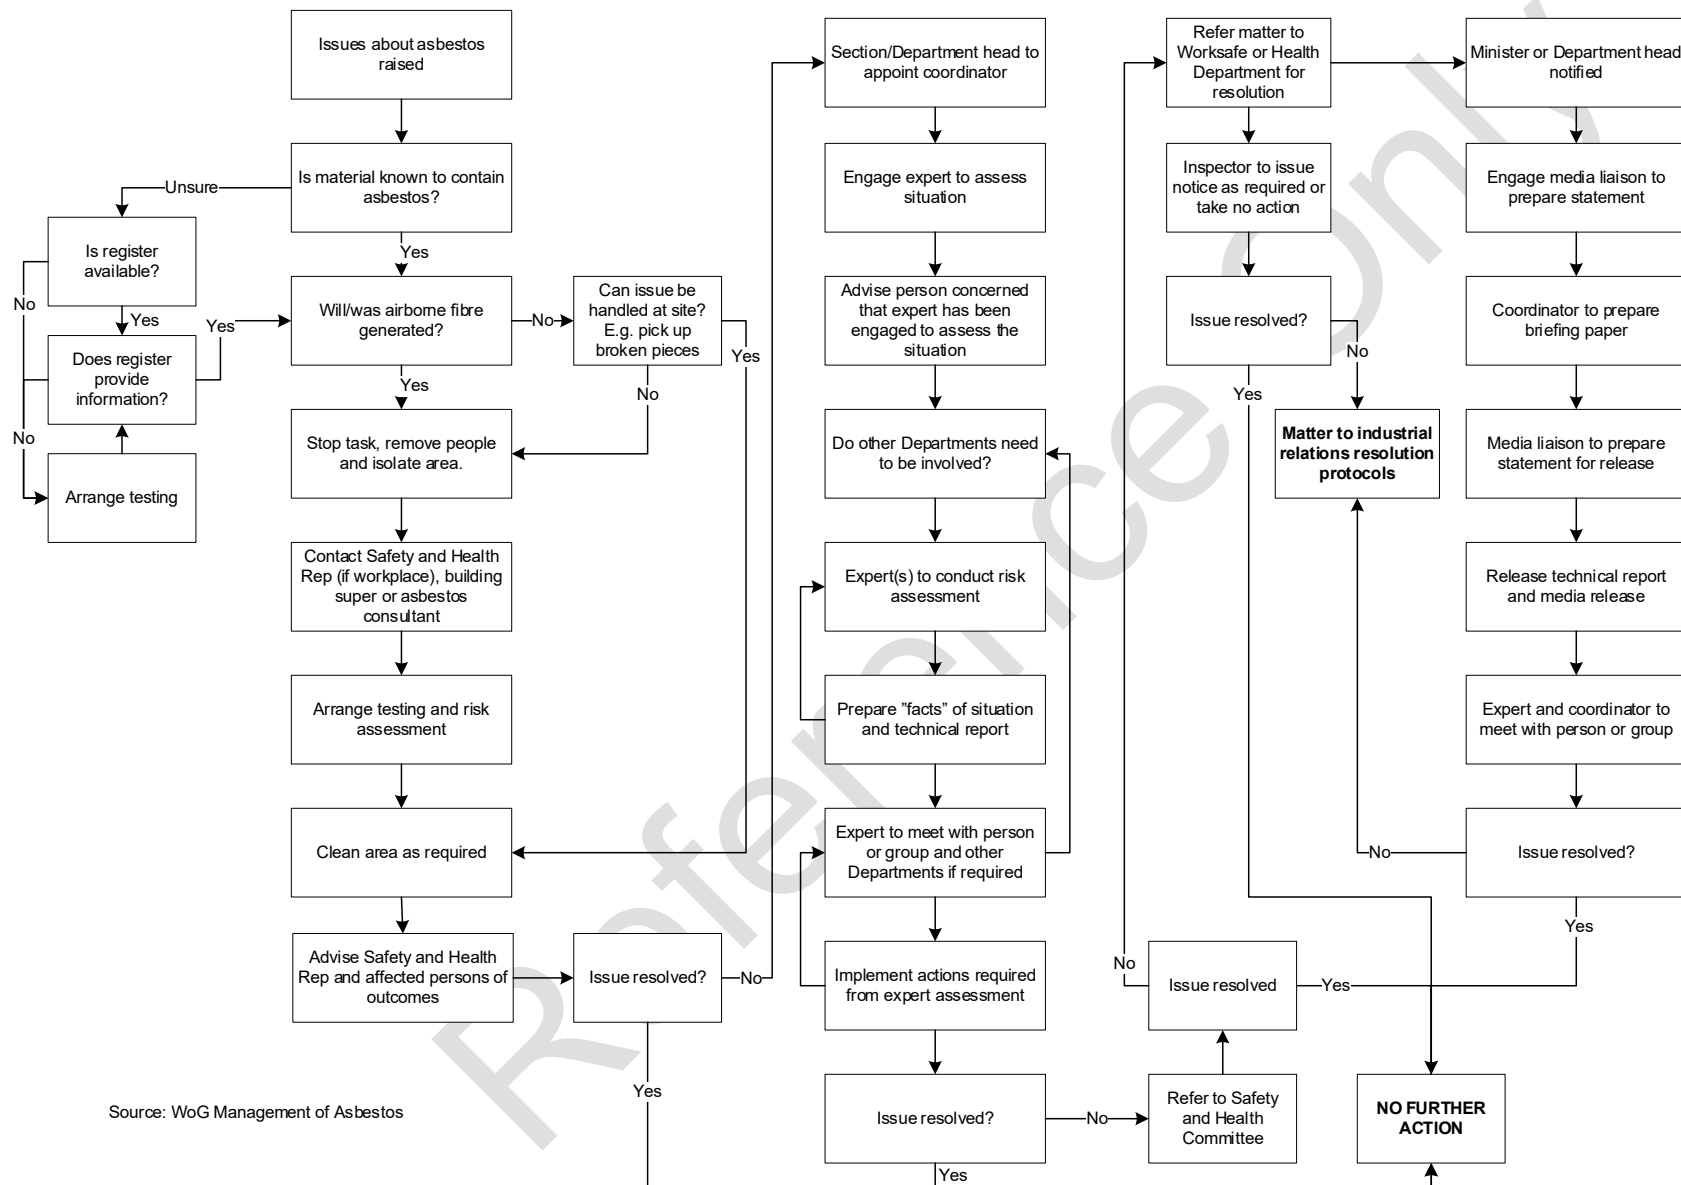 Issues about asbestos
raised
Is material known to contain
asbestos?
Unsure
Yes
Is register
available?
No
Yes
Does register
provide
information?
Yes
No
Arrange testing
Will/was airborne fibre
generated?
No
Yes
Can issue be
handled at site?
E.g. pick up
broken pieces
Yes
No
Stop task, remove people
and isolate area.
Contact Safety and Health
Rep (if workplace), building
super or asbestos
consultant
Arrange testing and risk
assessment
Clean area as required
Advise Safety and Health
Rep and affected persons of
outcomes
Issue resolved?
No
Yes
Section/Department head to
appoint coordinator
Engage expert to assess
situation
Advise person concerned
that expert has been
engaged to assess the
situation
Do other Departments need
to be involved?
Expert(s) to conduct risk
assessment
Prepare ”facts” of situation
and technical report
Expert to meet with person
or group and other
Departments if required
Implement actions required
from expert assessment
Issue resolved?
No
Yes
Refer to Safety
and Health
Committee
Issue resolved
No
Yes
Refer matter to
Worksafe or Health
Department for
resolution
Inspector to issue
notice as required or
take no action
Issue resolved?
No
Yes
Matter to industrial
relations resolution
protocols
Minister or Department head
notified
Engage media liaison to
prepare statement
Coordinator to prepare
briefing paper
Media liaison to prepare
statement for release
Release technical report
and media release
Expert and coordinator to
meet with person or group
Issue resolved?
No
Yes
NO FURTHER
ACTION
Source: WoG Management of Asbestos
Reference Only